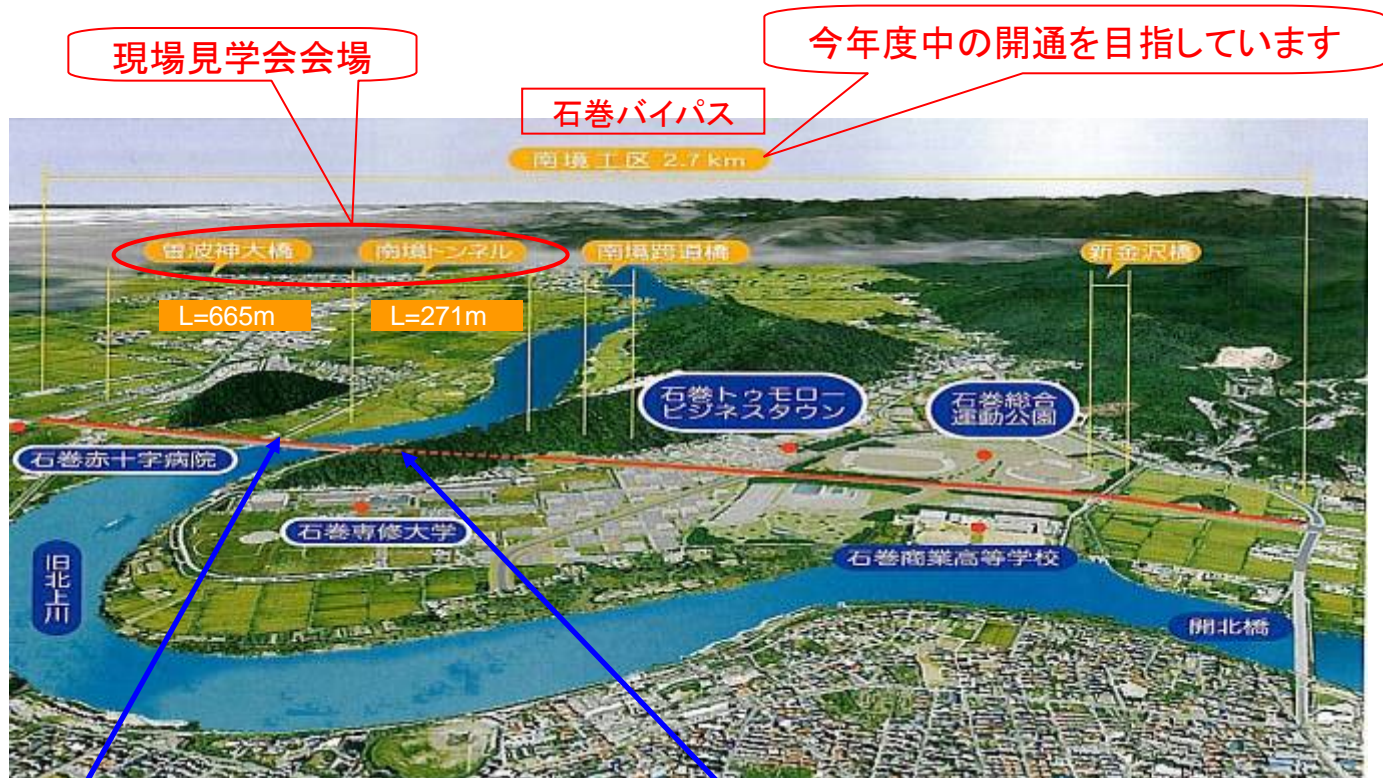 現場見学会会場
今年度中の開通を目指しています
石巻バイパス
南境工区 2.7km
曽波神大橋
南境トンネル
南境跨道橋
新金沢橋
L=665m
L=271m
石巻トゥモロー
ビジネスタウン
石巻総合
運動公園
石巻赤十字病院
石巻専修大学
石巻商業高等学校
旧北上川
開北橋